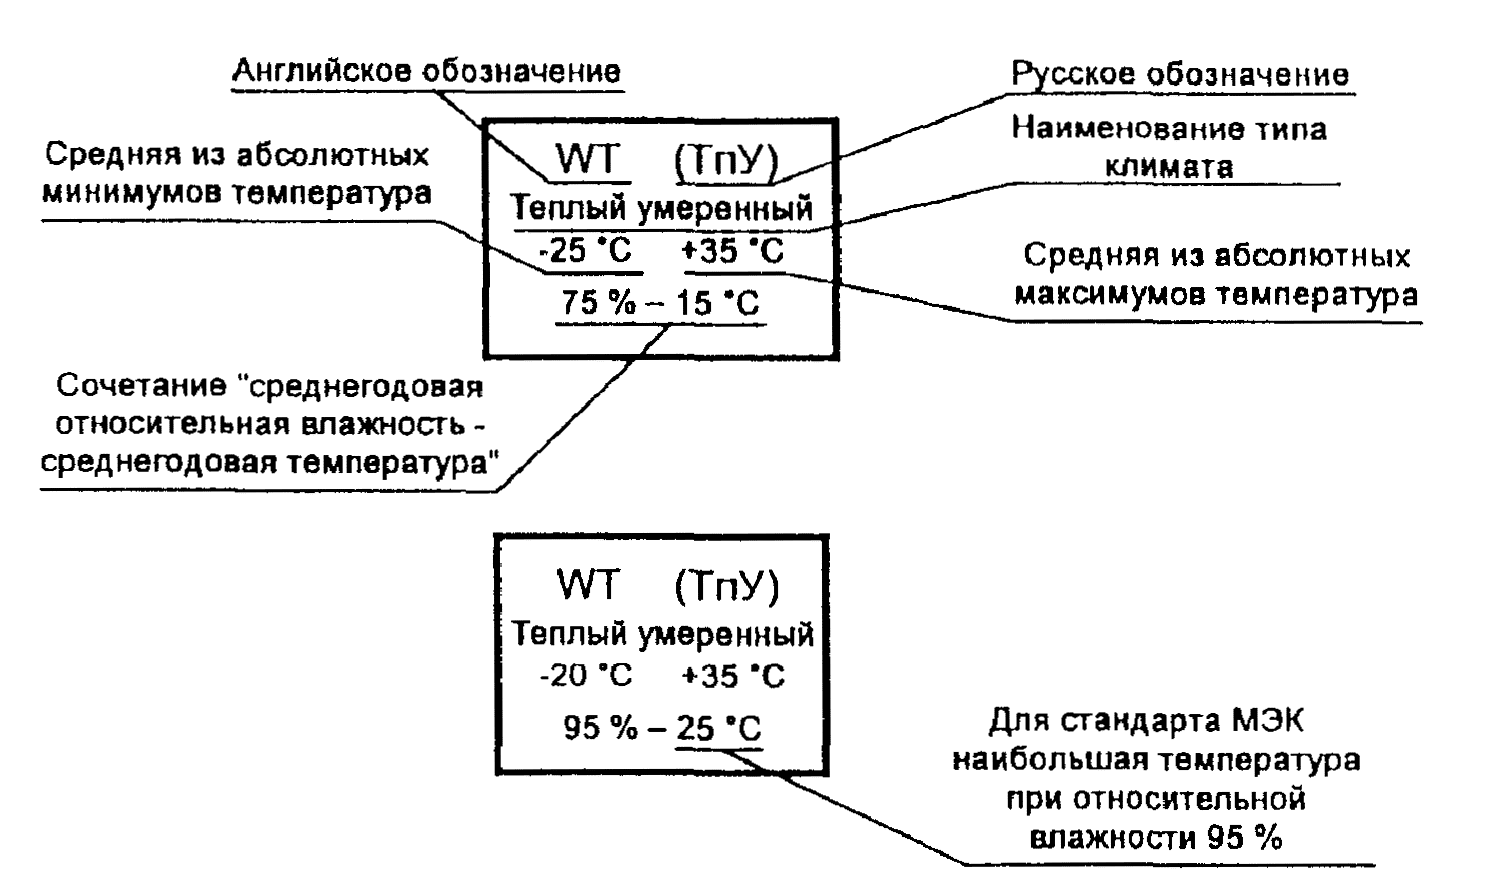 Английское обозначение
Русское обозначение
Средняя из абсолютных
минимумов температура
WT (ТпУ)
Теплый умеренный
-25 °C +35 °C
75 % – 15 °C
Наименование типа
климата
Средняя из абсолютных
максимумов температура
Сочетание "среднегодовая
относительная влажность -
среднегодовая температура"
WT (ТпУ)
Теплый умеренный
-20 °C +35 °C
95 % – 25 °C
Для стандарта МЭК
наибольшая температура
при относительной
влажности 95 %